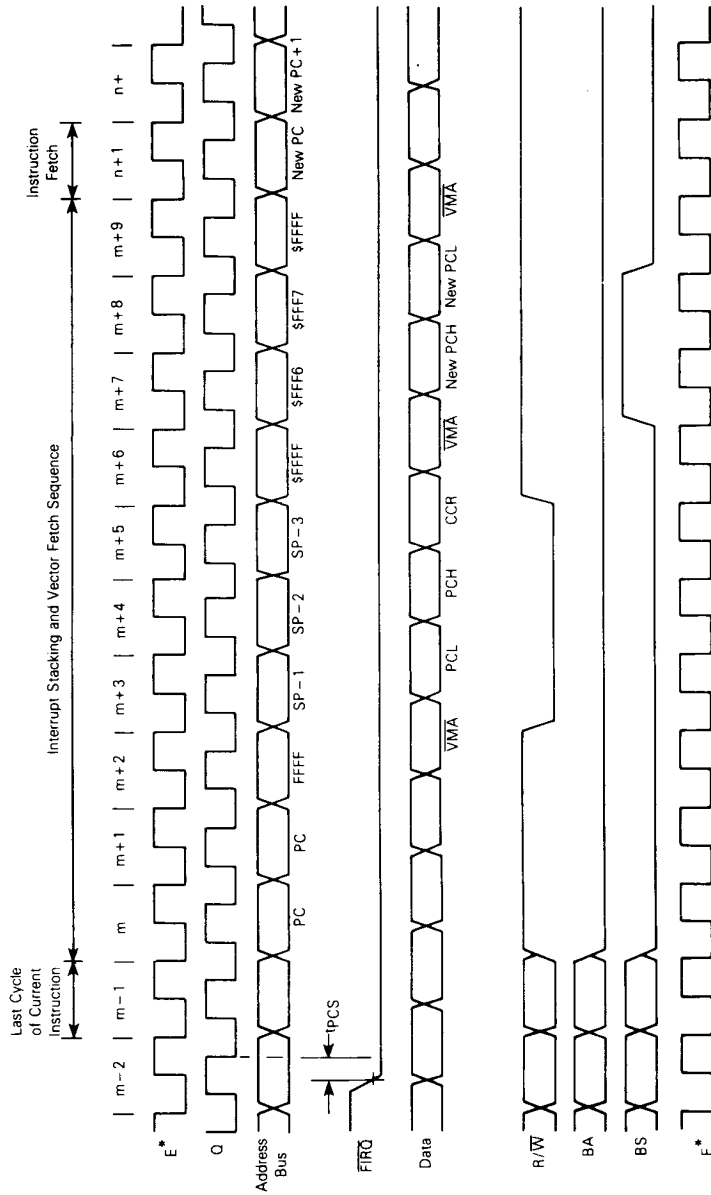 Last Cycle
of Current
Instruction
Interrupt Stacking and Vector Fetch Sequence
Instruction
Fetch
| m-2 | m-1 | m | m+1 | m+2 | m+3 | m+4 | m+5 | m+6 | m+7 | m+8 | m+9 | n+1 | n+ |
E*
Q
Address
Bus
PC PC FFFF SP-1 SP-2 SP-3 $FFFF $FFF6 $FFF7 $FFFF New PC New PC+1
tPCS
FIRQ
Data
VMA PCL PCH CCR VMA New PCH New PCL VMA
R/W
BA
BS